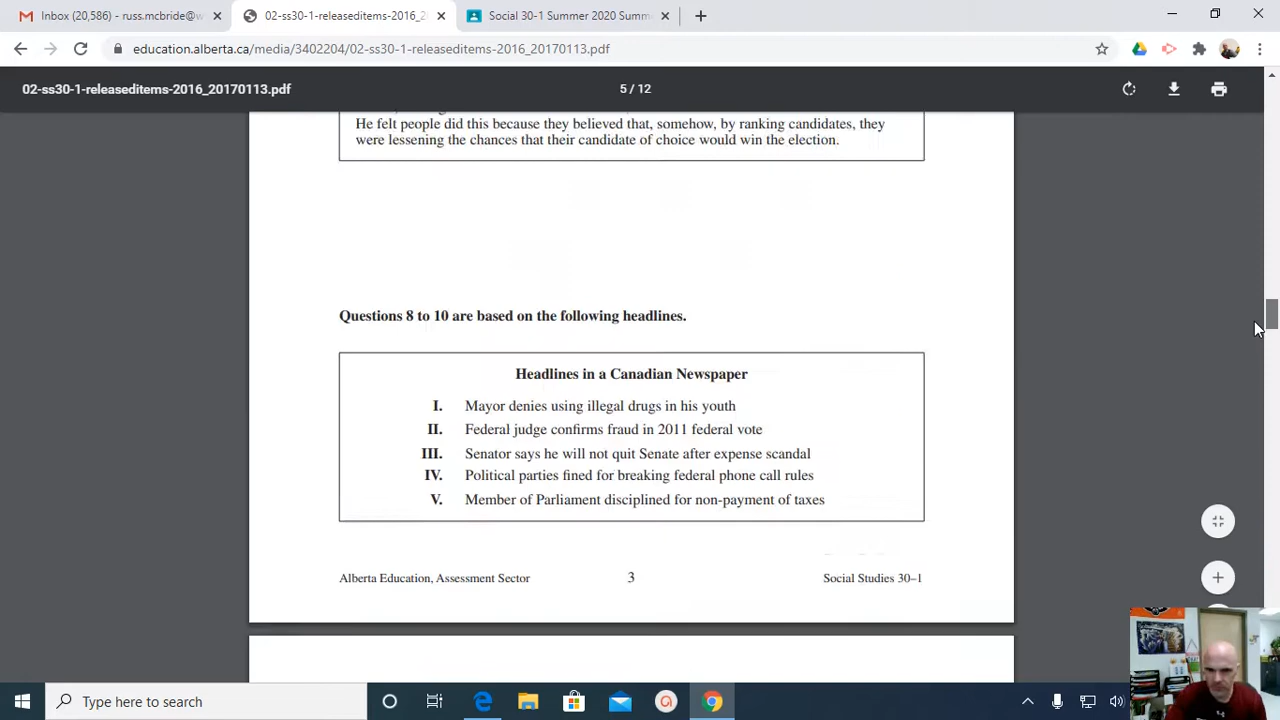 Inbox (20,586) - russ.mcbride@w
02-ss30-1-releaseditems-2016_2
Social 30-1 Summer 2020 Summe
education.alberta.ca/media/3402204/02-ss30-1-releaseditems-2016_20170113.pdf
02-ss30-1-releaseditems-2016_20170113.pdf
5 / 12
He felt people did this because they believed that, somehow, by ranking candidates, they
were lessening the chances that their candidate of choice would win the election.
Questions 8 to 10 are based on the following headlines.
Headlines in a Canadian Newspaper
I. Mayor denies using illegal drugs in his youth
II. Federal judge confirms fraud in 2011 federal vote
III. Senator says he will not quit Senate after expense scandal
IV. Political parties fined for breaking federal phone call rules
V. Member of Parliament disciplined for non-payment of taxes
Alberta Education, Assessment Sector
3
Social Studies 30–1
Type here to search